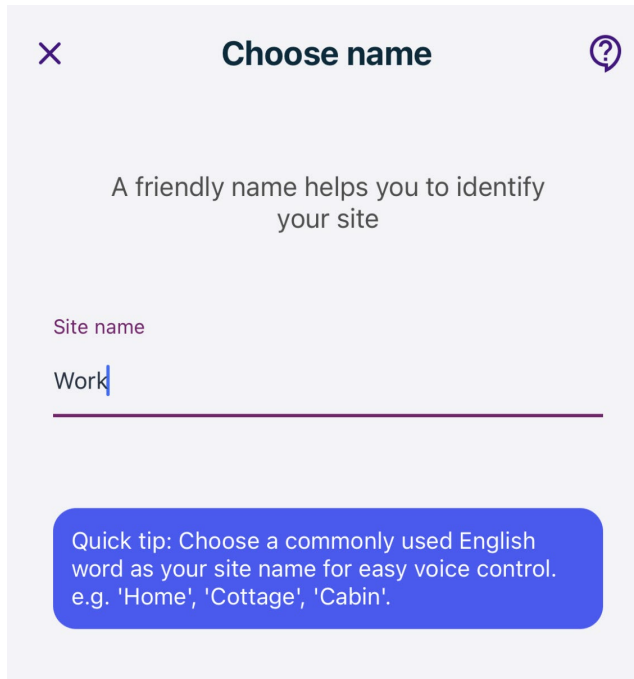 Choose name
A friendly name helps you to identify
your site
Site name
Work
Quick tip: Choose a commonly used English
word as your site name for easy voice control.
e.g. 'Home', 'Cottage', 'Cabin'.